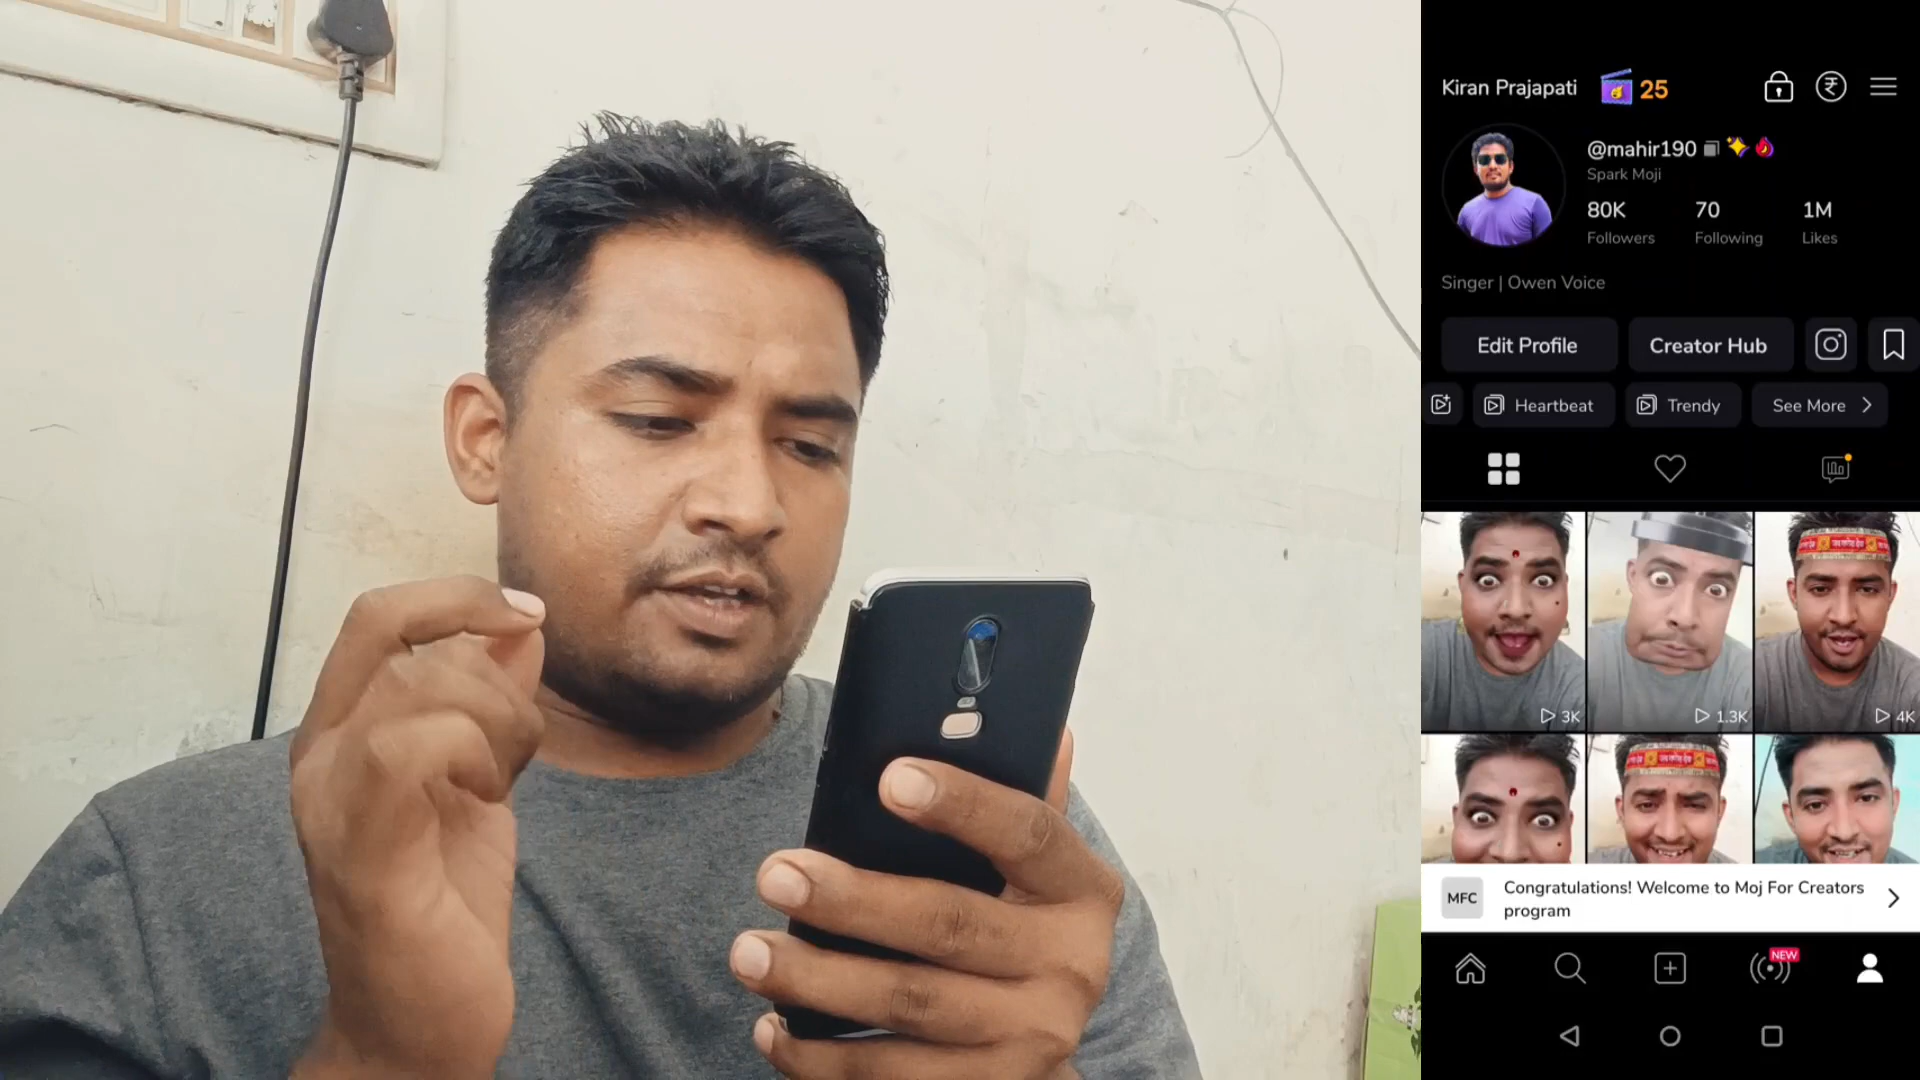 Kiran Prajapati 25
@mahir190
Spark Moji
80K 70 1M
Followers Following Likes
Singer | Owen Voice
Edit Profile Creator Hub
Heartbeat Trendy See More
3K 1.3K 4K
MFC Congratulations! Welcome to Moj For Creators
program
NEW